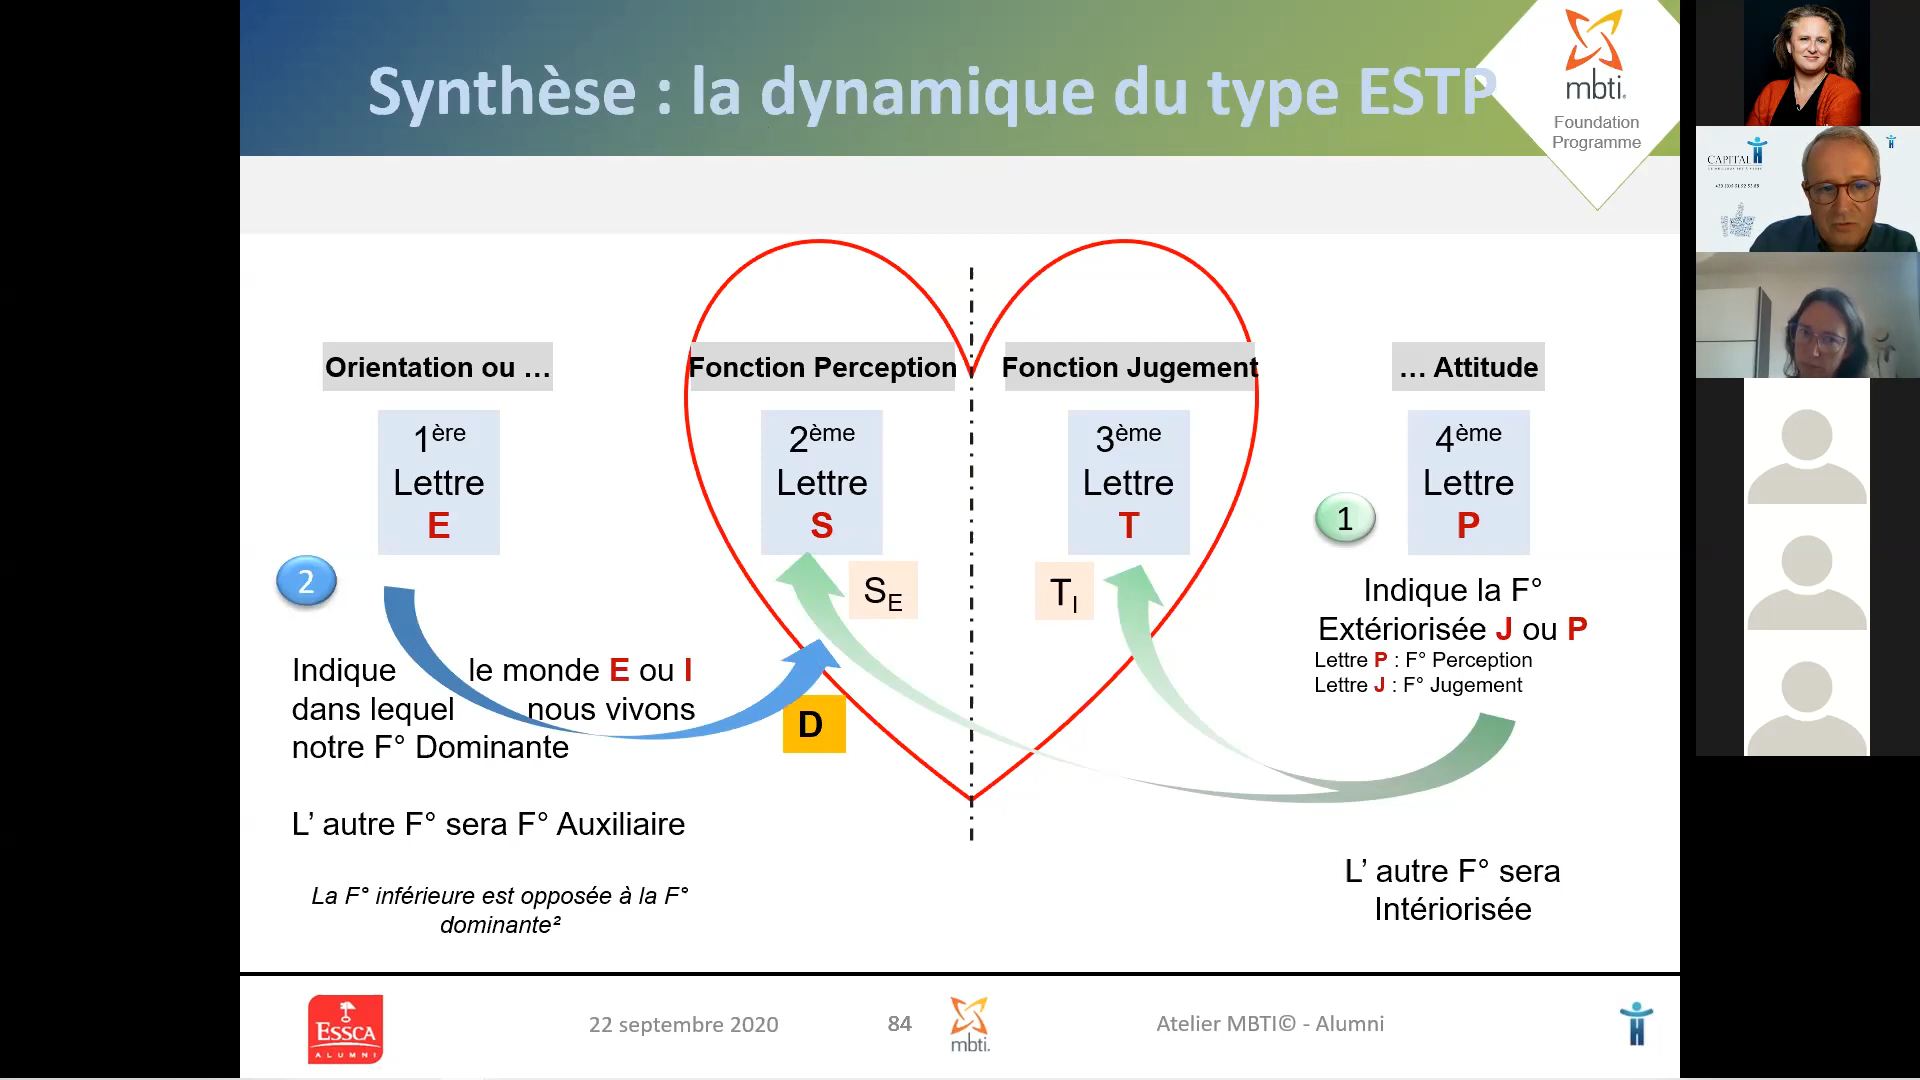 Synthèse : la dynamique du type ESTP
mbti.
Foundation
Programme
Orientation ou ...
Fonction Perception
Fonction Jugement
... Attitude
1ère
Lettre
E
2ème
Lettre
S
3ème
Lettre
T
4ème
Lettre
P
1
2
SE
TI
Indique la F°
Extériorisée J ou P
Lettre P : F° Perception
Lettre J : F° Jugement
Indique le monde E ou I
dans lequel nous vivons
notre F° Dominante
D
L’ autre F° sera F° Auxiliaire
La F° inférieure est opposée à la F°
dominante²
L’ autre F° sera
Intériorisée
ESSCA
ALUMNI
22 septembre 2020
84
mbti.
Atelier MBTI© - Alumni
CAPITAL H